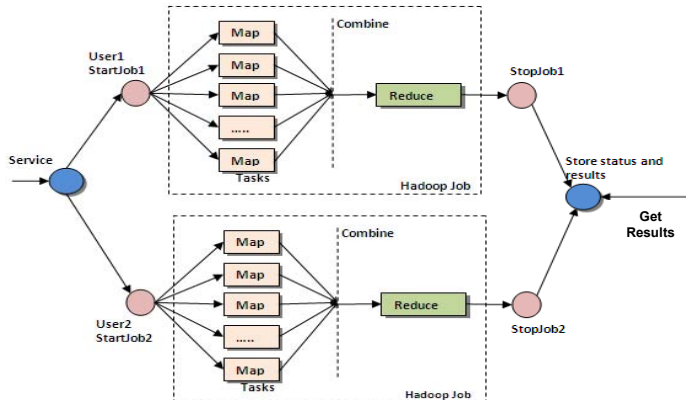 User1
StartJob1
Map
Map
Map
.....
Map
Tasks
Combine
Reduce
Hadoop Job
StopJob1
Service
Store status and
results
Get
Results
User2
StartJob2
Map
Map
Map
.....
Map
Tasks
Combine
Reduce
Hadoop Job
StopJob2